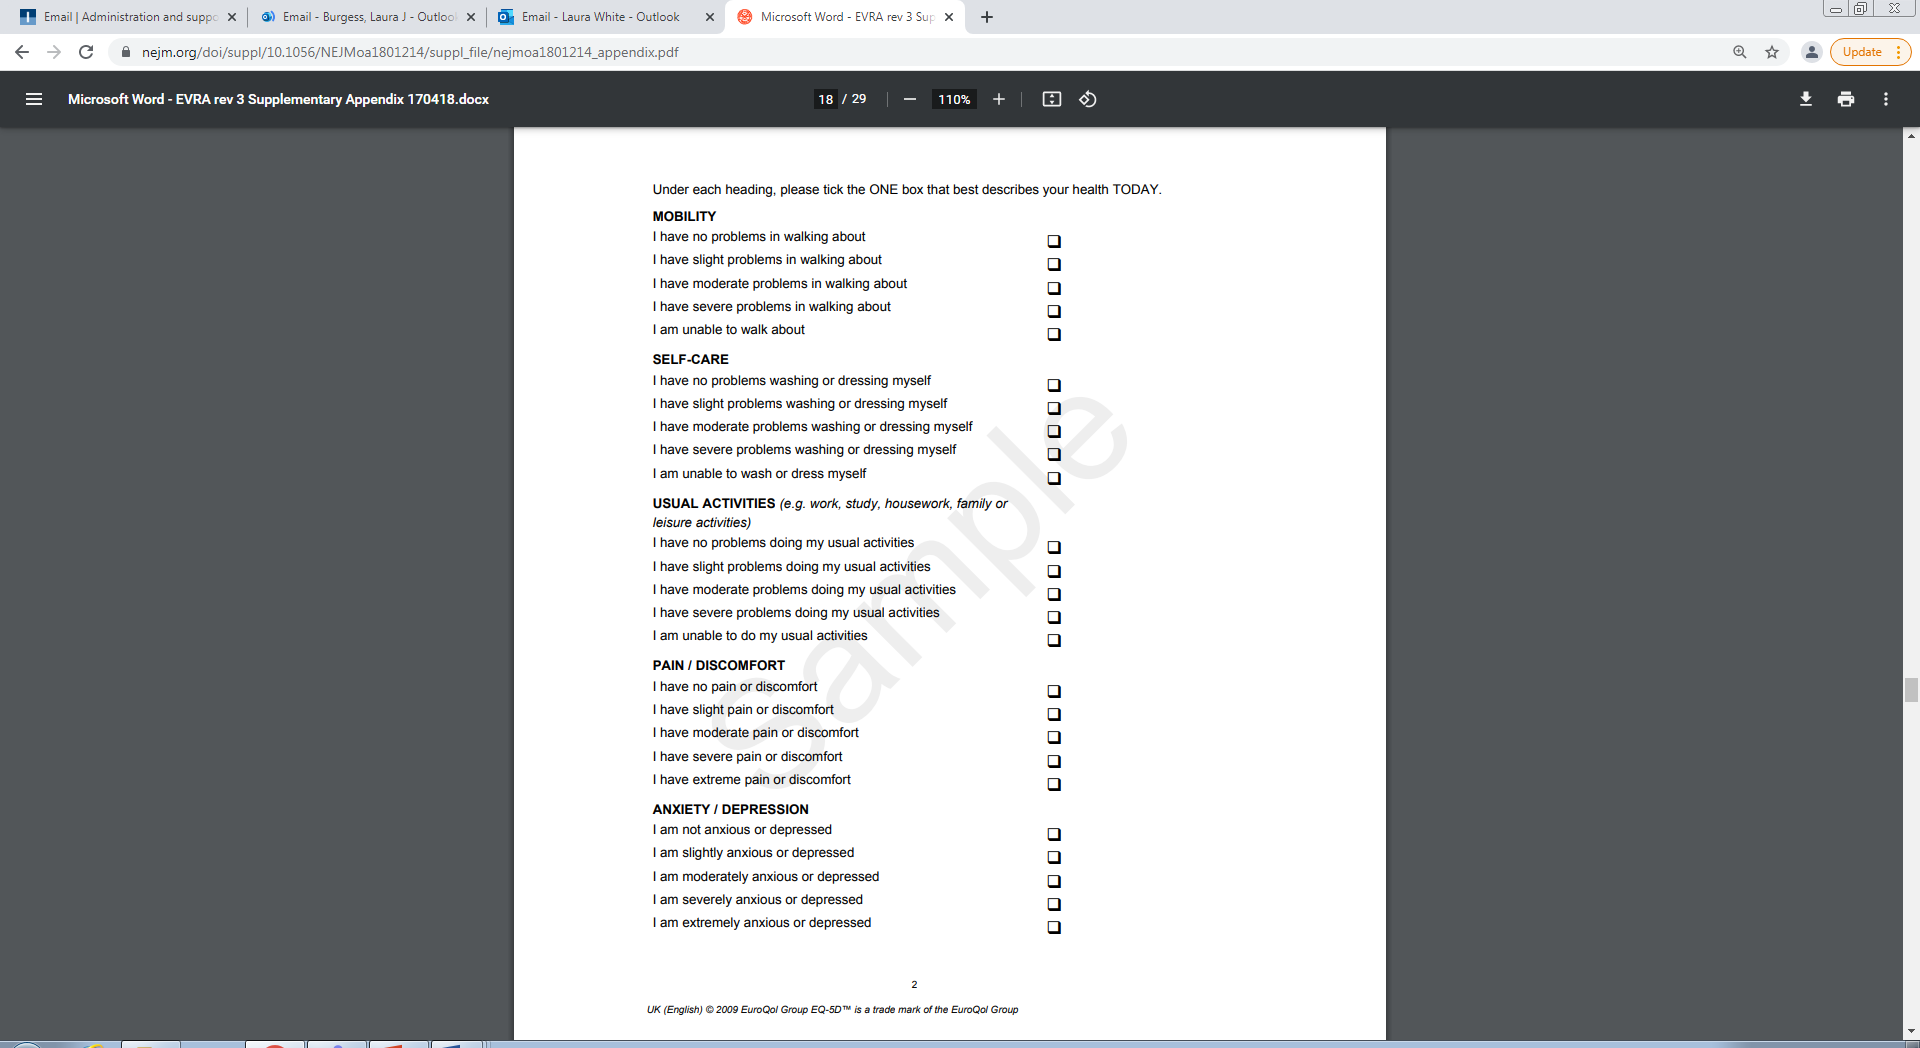 Email | Administration and suppo
Email - Burgess, Laura J - Outlook
Email - Laura White - Outlook
Microsoft Word - EVRA rev 3 Sup
nejm.org/doi/suppl/10.1056/NEJMoa1801214/suppl_file/nejmoa1801214_appendix.pdf
Update
Microsoft Word - EVRA rev 3 Supplementary Appendix 170418.docx
18 / 29
110%
Under each heading, please tick the ONE box that best describes your health TODAY.
MOBILITY
I have no problems in walking about
I have slight problems in walking about
I have moderate problems in walking about
I have severe problems in walking about
I am unable to walk about
SELF-CARE
I have no problems washing or dressing myself
I have slight problems washing or dressing myself
I have moderate problems washing or dressing myself
I have severe problems washing or dressing myself
I am unable to wash or dress myself
USUAL ACTIVITIES (e.g. work, study, housework, family or
leisure activities)
I have no problems doing my usual activities
I have slight problems doing my usual activities
I have moderate problems doing my usual activities
I have severe problems doing my usual activities
I am unable to do my usual activities
PAIN / DISCOMFORT
I have no pain or discomfort
I have slight pain or discomfort
I have moderate pain or discomfort
I have severe pain or discomfort
I have extreme pain or discomfort
ANXIETY / DEPRESSION
I am not anxious or depressed
I am slightly anxious or depressed
I am moderately anxious or depressed
I am severely anxious or depressed
I am extremely anxious or depressed
Sample
2
UK (English) © 2009 EuroQol Group EQ-5D™ is a trade mark of the EuroQol Group